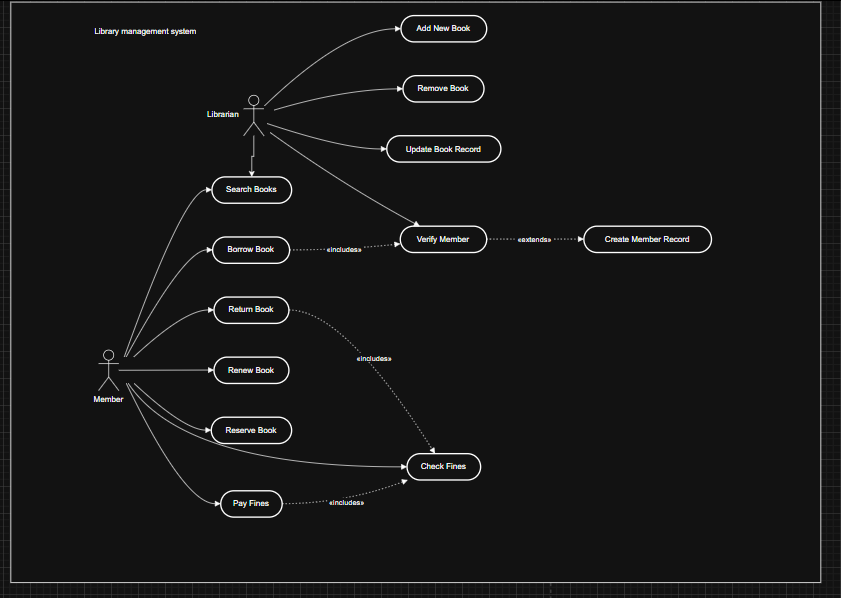 Library management system
Add New Book
Remove Book
Librarian
Update Book Record
Search Books
Borrow Book
«includes»
Verify Member
«extends»
Create Member Record
Return Book
«includes»
Renew Book
Member
Reserve Book
Check Fines
Pay Fines
«includes»